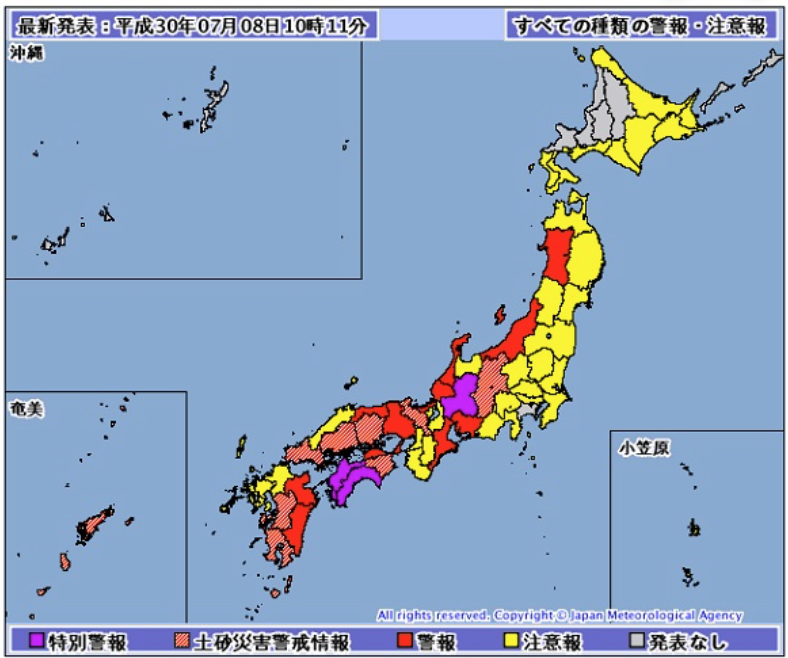 最新発表：平成30年07月08日10時11分
すべての種類の警報・注意報
沖縄
奄美
小笠原
All rights reserved. Copyright © Japan Meteorological Agency
特別警報 土砂災害警戒情報 警報 注意報 発表なし